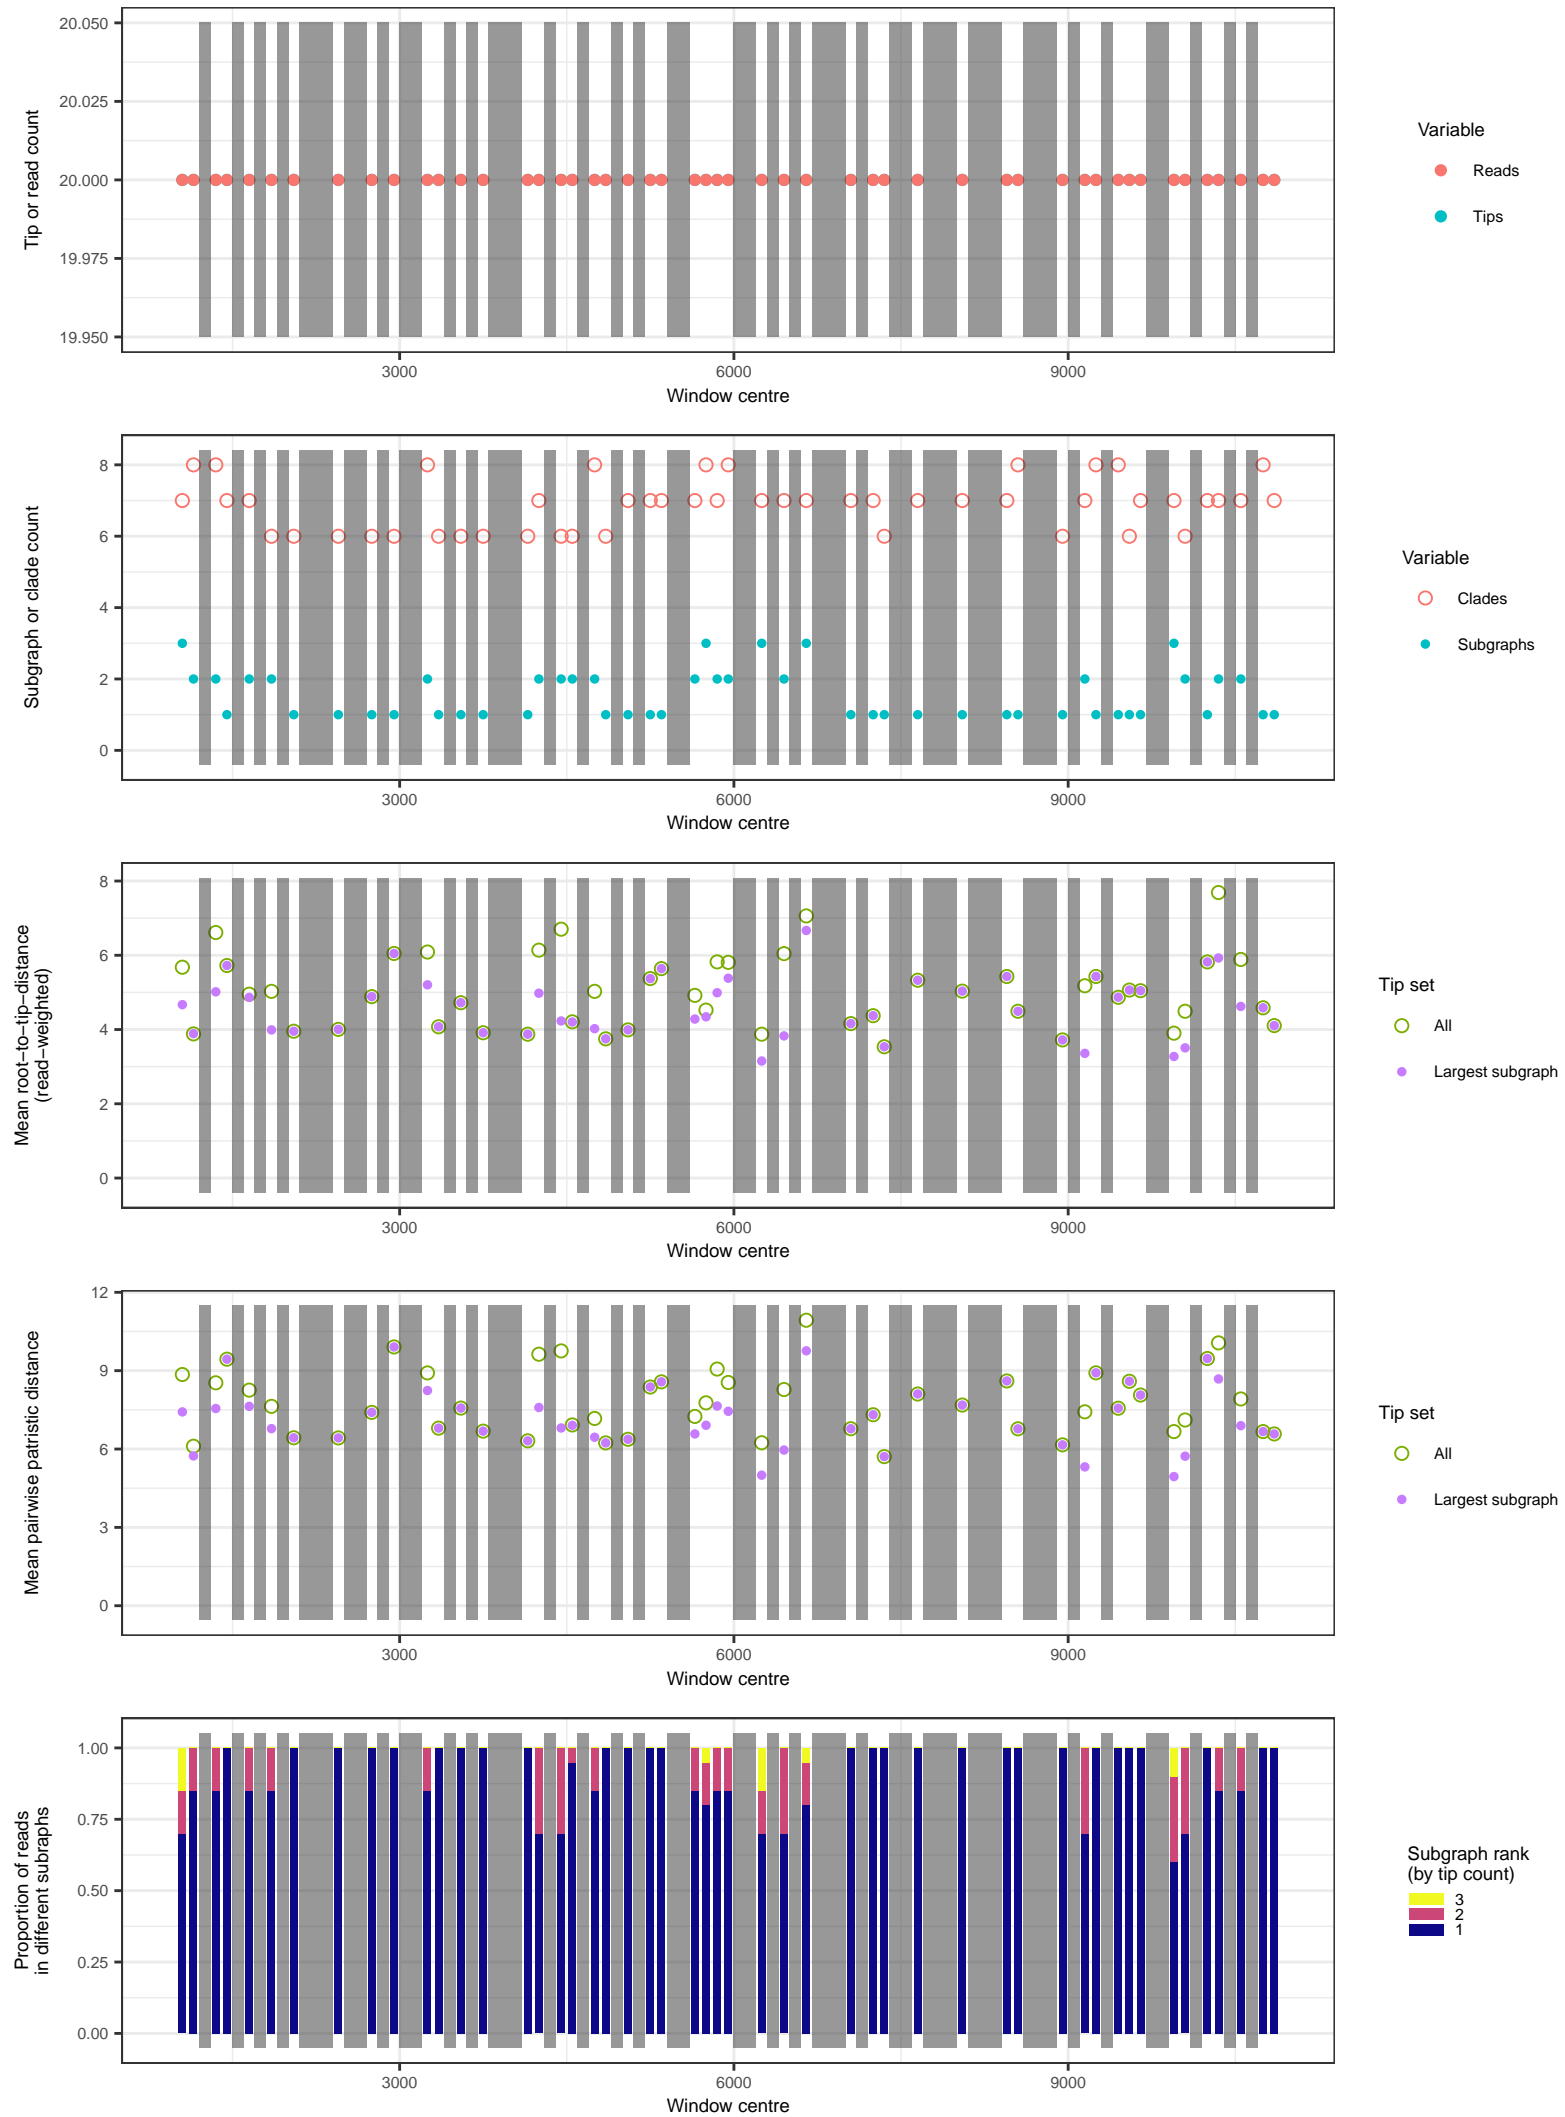 20.050
20.025
20.000
19.975
19.950
Tip or read count
3000
6000
9000
Window centre
Variable
Reads
Tips
8
6
4
2
0
Subgraph or clade count
3000
6000
9000
Window centre
Variable
Clades
Subgraphs
8
6
4
2
0
Mean root−to−tip−distance
(read−weighted)
3000
6000
9000
Window centre
Tip set
All
Largest subgraph
12
9
6
3
0
Mean pairwise patristic distance
3000
6000
9000
Window centre
Tip set
All
Largest subgraph
1.00
0.75
0.50
0.25
0.00
Proportion of reads
in different subraphs
3000
6000
9000
Window centre
Subgraph rank
(by tip count)
3
2
1